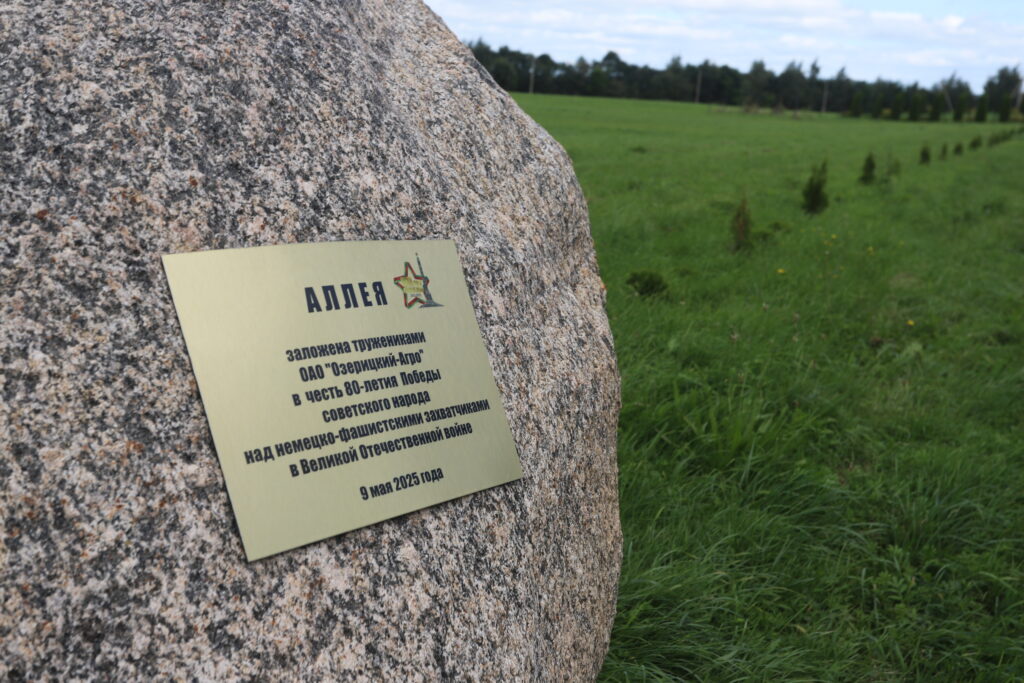 АЛЛЕЯ
заложена тружениками
ОАО "Озерицкий-Агро"
в честь 80-летия Победы
советского народа
над немецко-фашистскими захватчиками
в Великой Отечественной войне
9 мая 2025 года